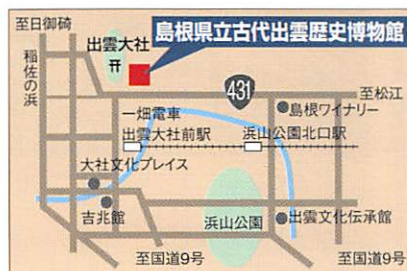 至日御碕
島根県立古代出雲歴史博物館
出雲大社
稲佐の浜
431
至松江
一畑電車
島根ワイナリー
出雲大社前駅
浜山公園北口駅
大社文化プレイス
吉兆館
浜山公園
出雲文化伝承館
至国道9号
至国道9号